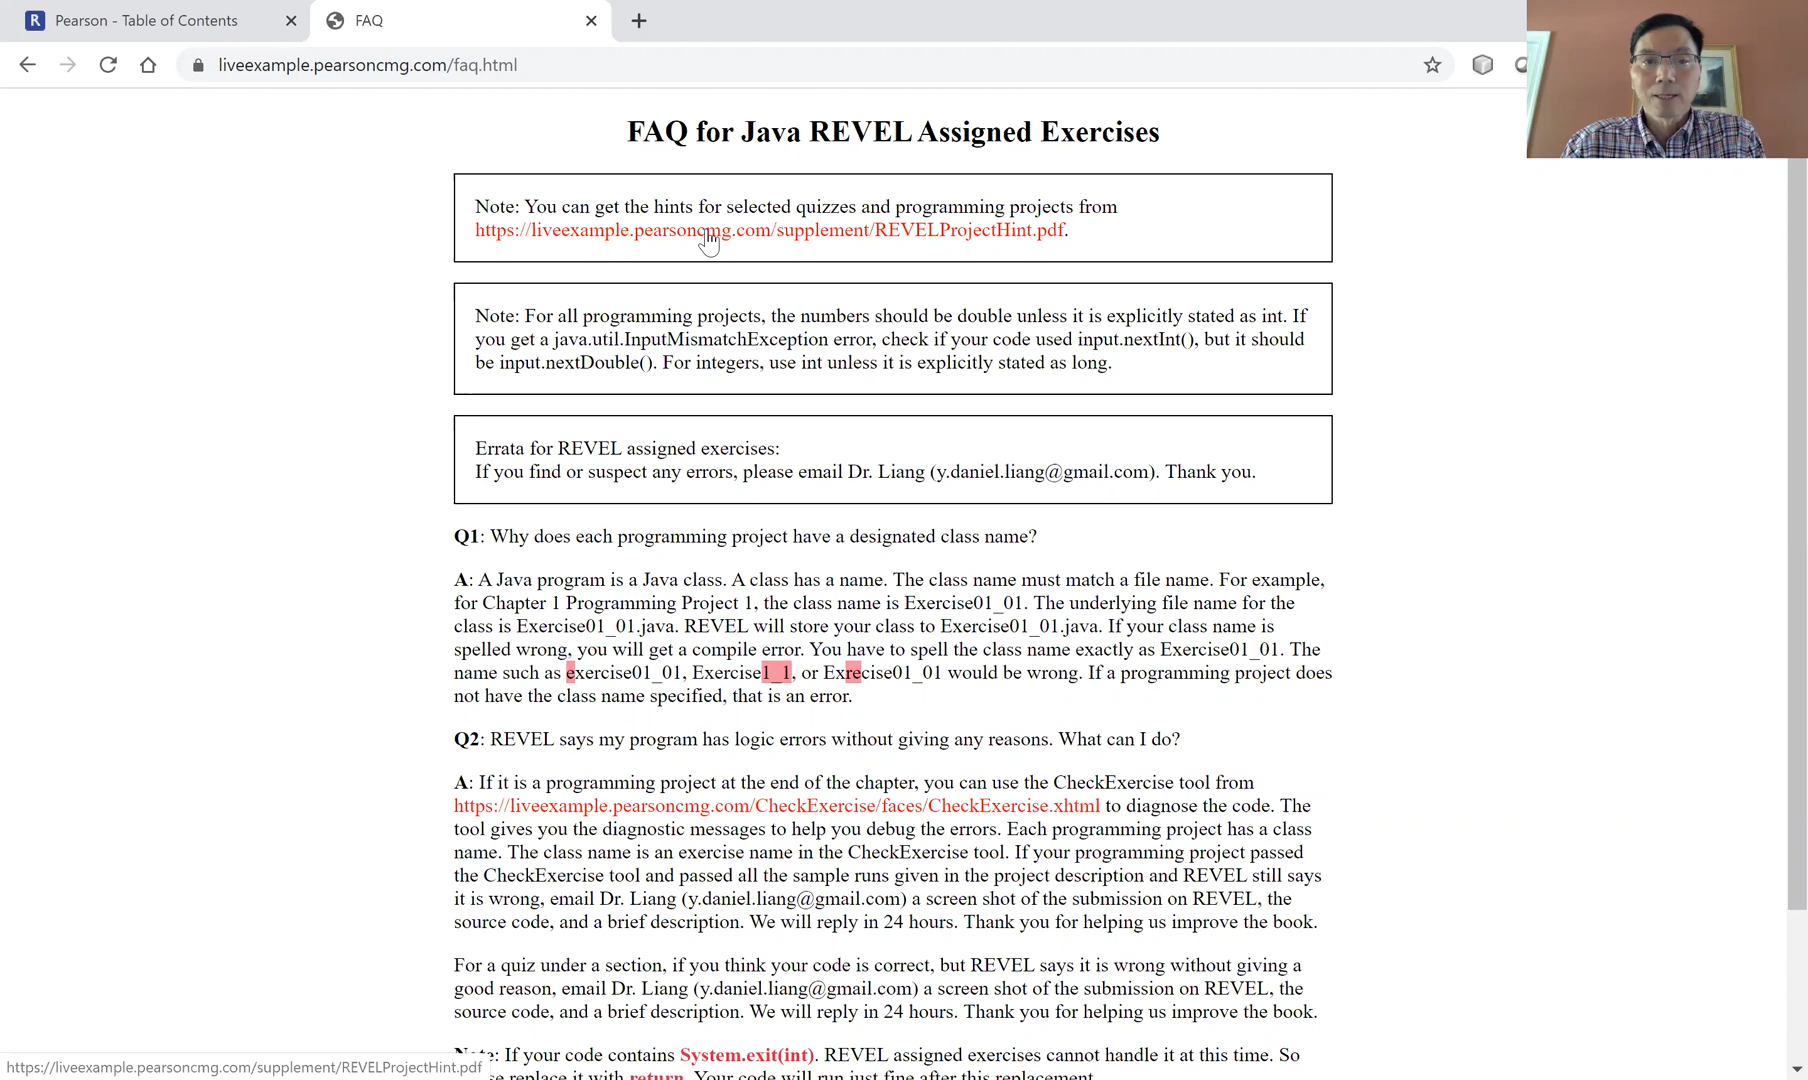 R Pearson - Table of Contents
FAQ
liveexample.pearsoncmg.com/faq.html
FAQ for Java REVEL Assigned Exercises
Note: You can get the hints for selected quizzes and programming projects from
https://liveexample.pearsoncmg.com/supplement/REVELProjectHint.pdf.
Note: For all programming projects, the numbers should be double unless it is explicitly stated as int. If
you get a java.util.InputMismatchException error, check if your code used input.nextInt(), but it should
be input.nextDouble(). For integers, use int unless it is explicitly stated as long.
Errata for REVEL assigned exercises:
If you find or suspect any errors, please email Dr. Liang (y.daniel.liang@gmail.com). Thank you.
Q1: Why does each programming project have a designated class name?
A: A Java program is a Java class. A class has a name. The class name must match a file name. For example,
for Chapter 1 Programming Project 1, the class name is Exercise01_01. The underlying file name for the
class is Exercise01_01.java. REVEL will store your class to Exercise01_01.java. If your class name is
spelled wrong, you will get a compile error. You have to spell the class name exactly as Exercise01_01. The
name such as exercise01_01, Exercise1_1, or Exrecise01_01 would be wrong. If a programming project does
not have the class name specified, that is an error.
Q2: REVEL says my program has logic errors without giving any reasons. What can I do?
A: If it is a programming project at the end of the chapter, you can use the CheckExercise tool from
https://liveexample.pearsoncmg.com/CheckExercise/faces/CheckExercise.xhtml to diagnose the code. The
tool gives you the diagnostic messages to help you debug the errors. Each programming project has a class
name. The class name is an exercise name in the CheckExercise tool. If your programming project passed
the CheckExercise tool and passed all the sample runs given in the project description and REVEL still says
it is wrong, email Dr. Liang (y.daniel.liang@gmail.com) a screen shot of the submission on REVEL, the
source code, and a brief description. We will reply in 24 hours. Thank you for helping us improve the book.
For a quiz under a section, if you think your code is correct, but REVEL says it is wrong without giving a
good reason, email Dr. Liang (y.daniel.liang@gmail.com) a screen shot of the submission on REVEL, the
source code, and a brief description. We will reply in 24 hours. Thank you for helping us improve the book.
Note: If your code contains System.exit(int). REVEL assigned exercises cannot handle it at this time. So
replace it with return. Your code will run just fine after this replacement.
https://liveexample.pearsoncmg.com/supplement/REVELProjectHint.pdf